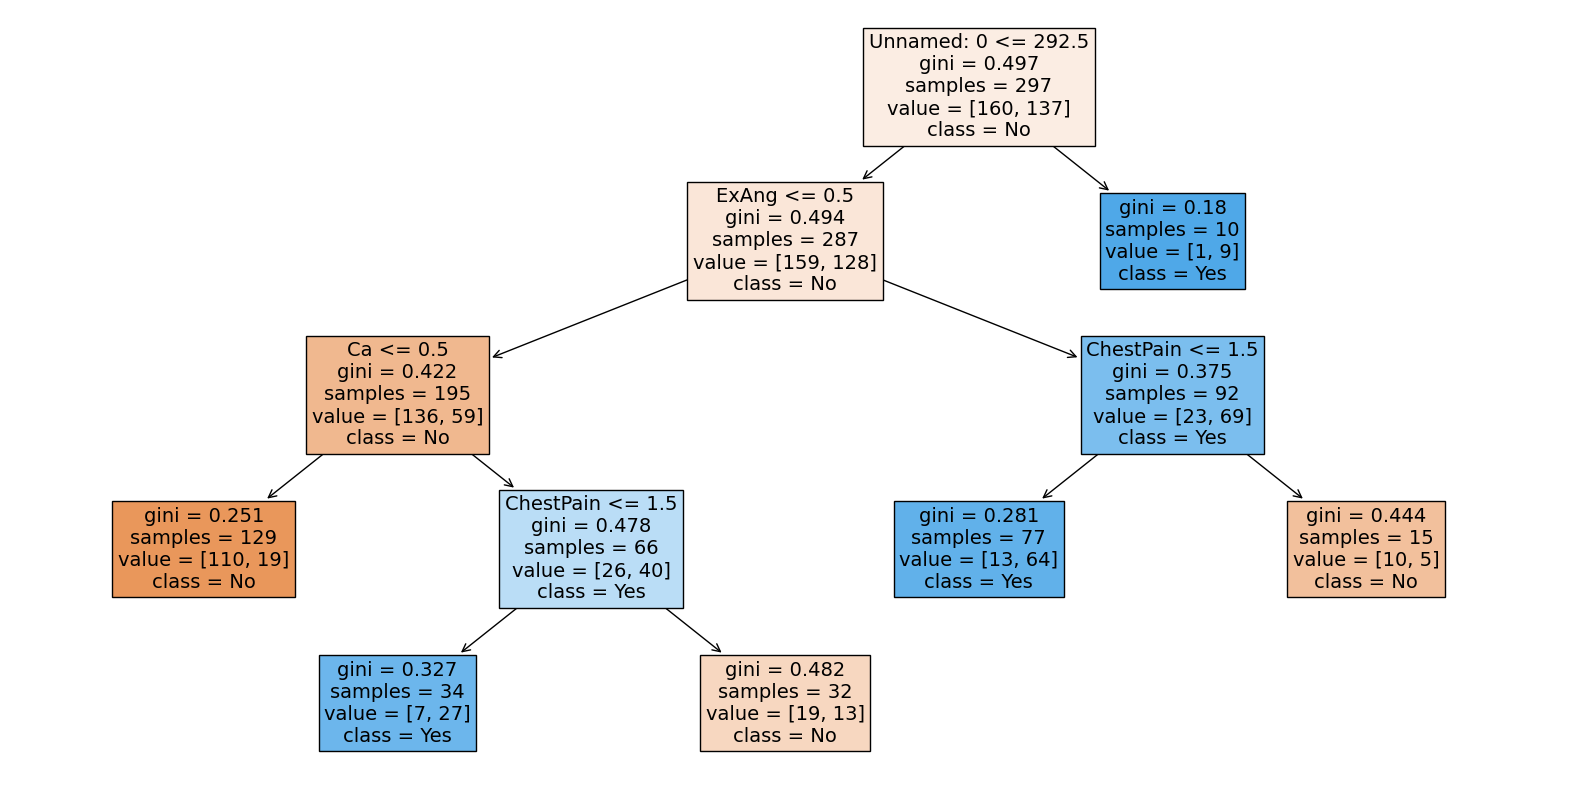 Unnamed: 0 <= 292.5
gini = 0.497
samples = 297
value = [160, 137]
class = No
ExAng <= 0.5
gini = 0.494
samples = 287
value = [159, 128]
class = No
gini = 0.18
samples = 10
value = [1, 9]
class = Yes
Ca <= 0.5
gini = 0.422
samples = 195
value = [136, 59]
class = No
ChestPain <= 1.5
gini = 0.375
samples = 92
value = [23, 69]
class = Yes
gini = 0.251
samples = 129
value = [110, 19]
class = No
ChestPain <= 1.5
gini = 0.478
samples = 66
value = [26, 40]
class = Yes
gini = 0.281
samples = 77
value = [13, 64]
class = Yes
gini = 0.444
samples = 15
value = [10, 5]
class = No
gini = 0.327
samples = 34
value = [7, 27]
class = Yes
gini = 0.482
samples = 32
value = [19, 13]
class = No